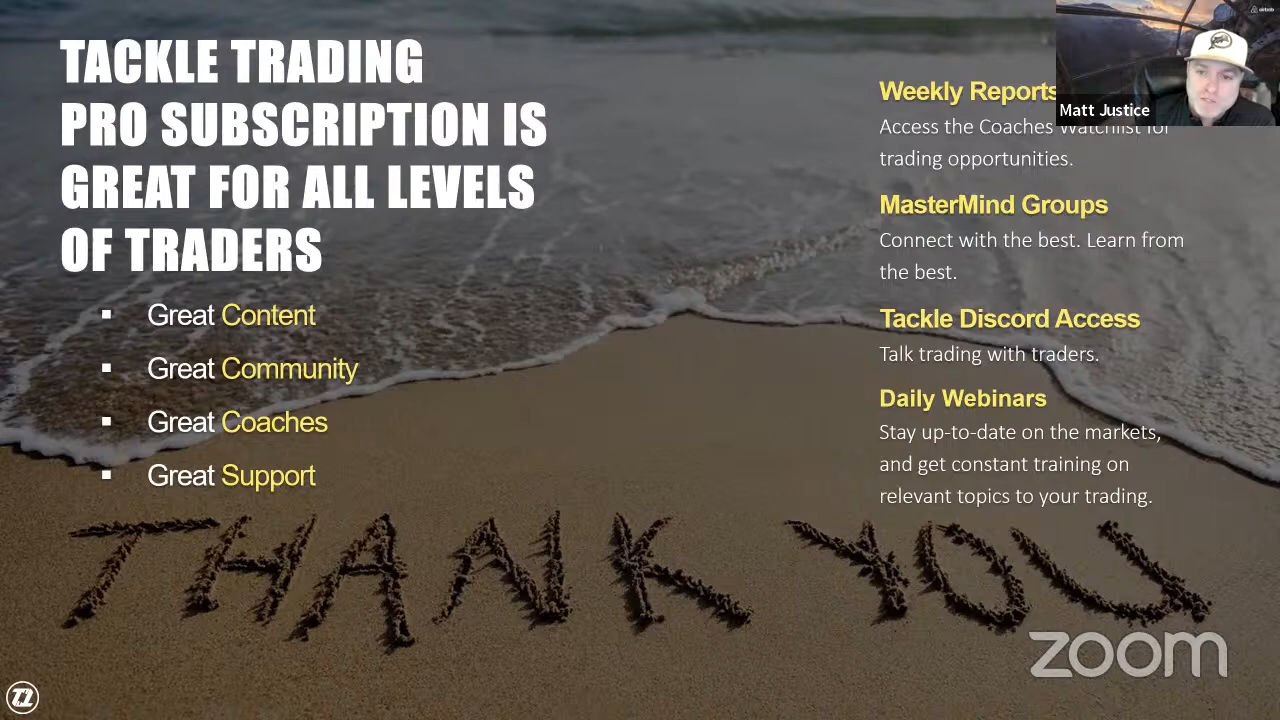 TACKLE TRADING
PRO SUBSCRIPTION IS
GREAT FOR ALL LEVELS
OF TRADERS
▪ Great Content
▪ Great Community
▪ Great Coaches
▪ Great Support
Weekly Reports
Access the Coaches Watchlist for
trading opportunities.
MasterMind Groups
Connect with the best. Learn from
the best.
Tackle Discord Access
Talk trading with traders.
Daily Webinars
Stay up-to-date on the markets,
and get constant training on
relevant topics to your trading.
Matt Justice
THANK YOU
zoom